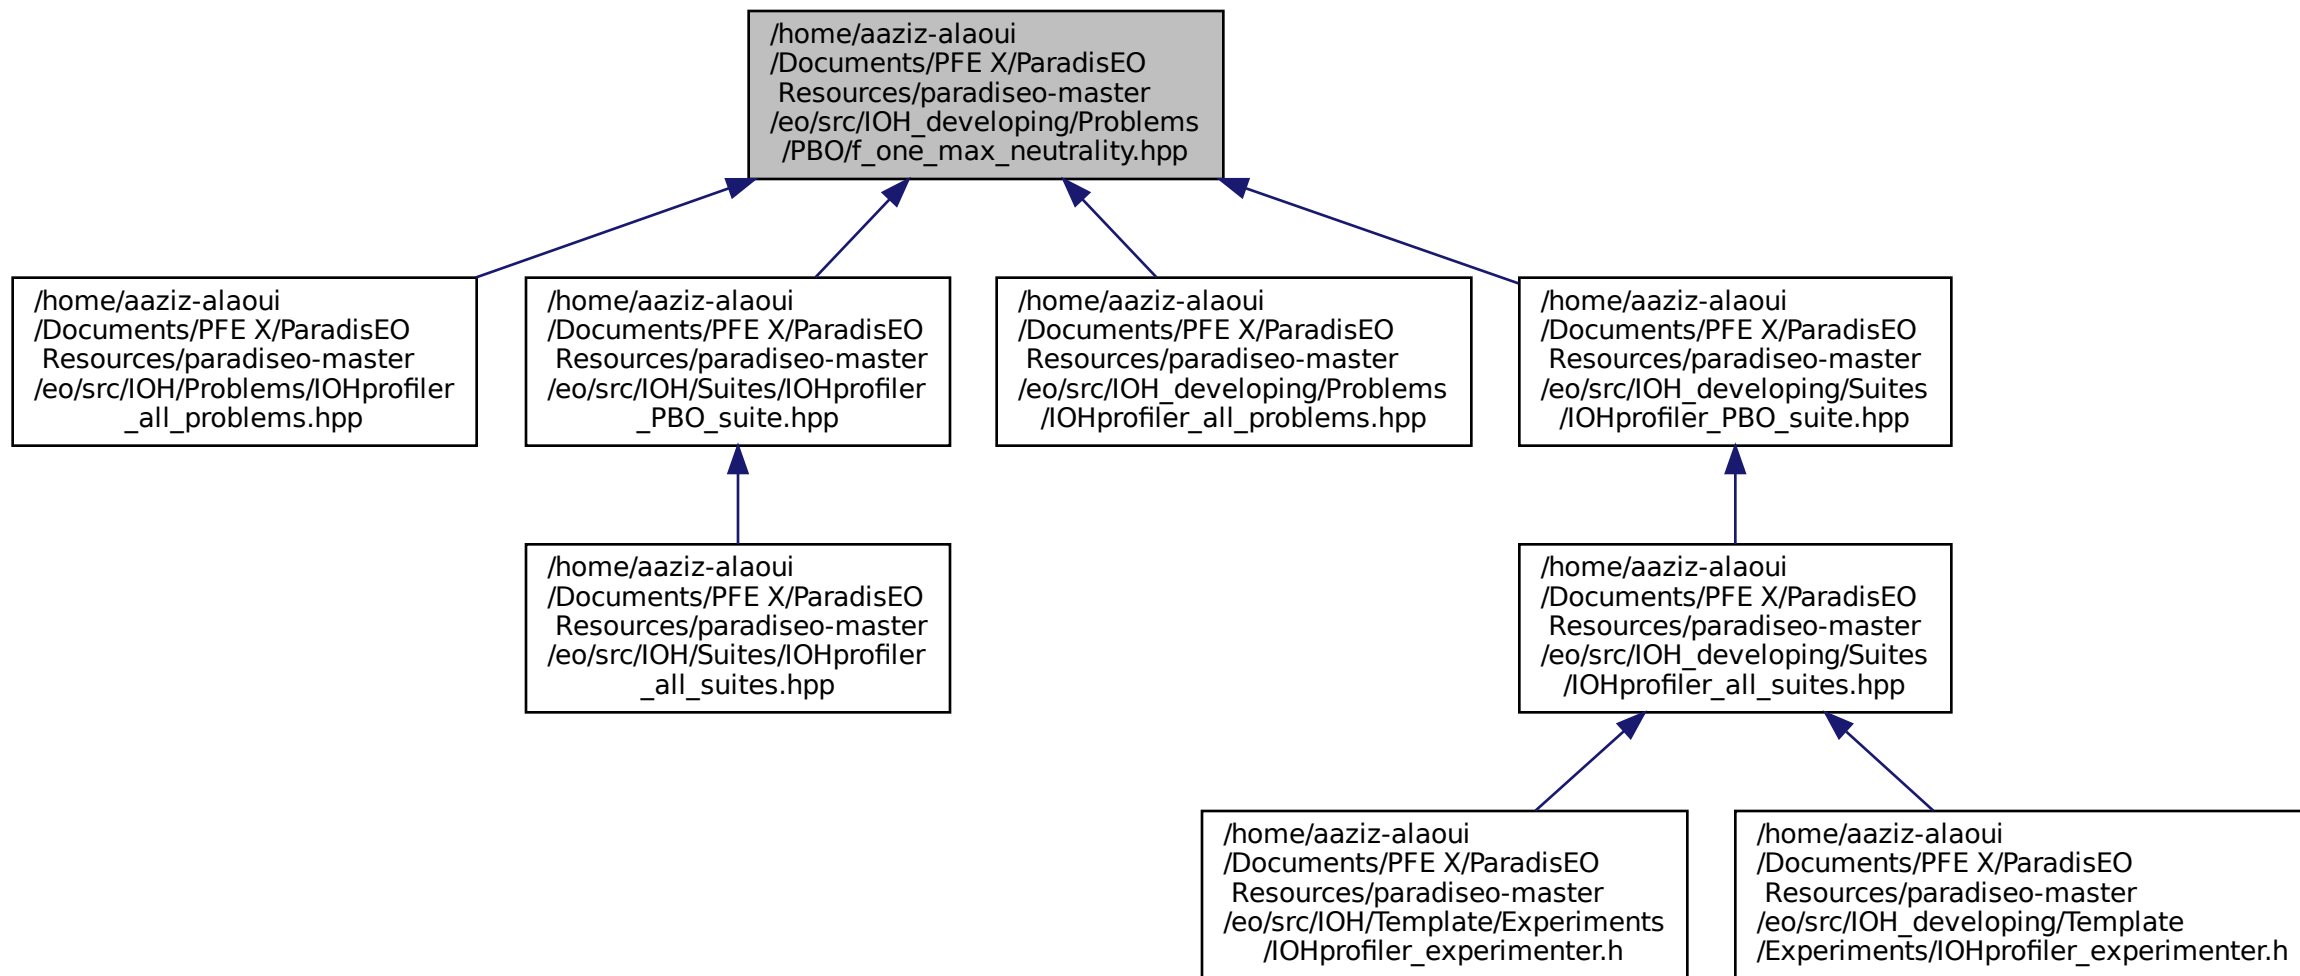 /home/aaziz-alaoui
/Documents/PFE X/ParadisEO
Resources/paradiseo-master
/eo/src/IOH_developing/Problems
/PBO/f_one_max_neutrality.hpp
/home/aaziz-alaoui
/Documents/PFE X/ParadisEO
Resources/paradiseo-master
/eo/src/IOH/Problems/IOHprofiler
_all_problems.hpp
/home/aaziz-alaoui
/Documents/PFE X/ParadisEO
Resources/paradiseo-master
/eo/src/IOH/Suites/IOHprofiler
_PBO_suite.hpp
/home/aaziz-alaoui
/Documents/PFE X/ParadisEO
Resources/paradiseo-master
/eo/src/IOH_developing/Problems
/IOHprofiler_all_problems.hpp
/home/aaziz-alaoui
/Documents/PFE X/ParadisEO
Resources/paradiseo-master
/eo/src/IOH_developing/Suites
/IOHprofiler_PBO_suite.hpp
/home/aaziz-alaoui
/Documents/PFE X/ParadisEO
Resources/paradiseo-master
/eo/src/IOH/Suites/IOHprofiler
_all_suites.hpp
/home/aaziz-alaoui
/Documents/PFE X/ParadisEO
Resources/paradiseo-master
/eo/src/IOH_developing/Suites
/IOHprofiler_all_suites.hpp
/home/aaziz-alaoui
/Documents/PFE X/ParadisEO
Resources/paradiseo-master
/eo/src/IOH/Template/Experiments
/IOHprofiler_experimenter.h
/home/aaziz-alaoui
/Documents/PFE X/ParadisEO
Resources/paradiseo-master
/eo/src/IOH_developing/Template
/Experiments/IOHprofiler_experimenter.h